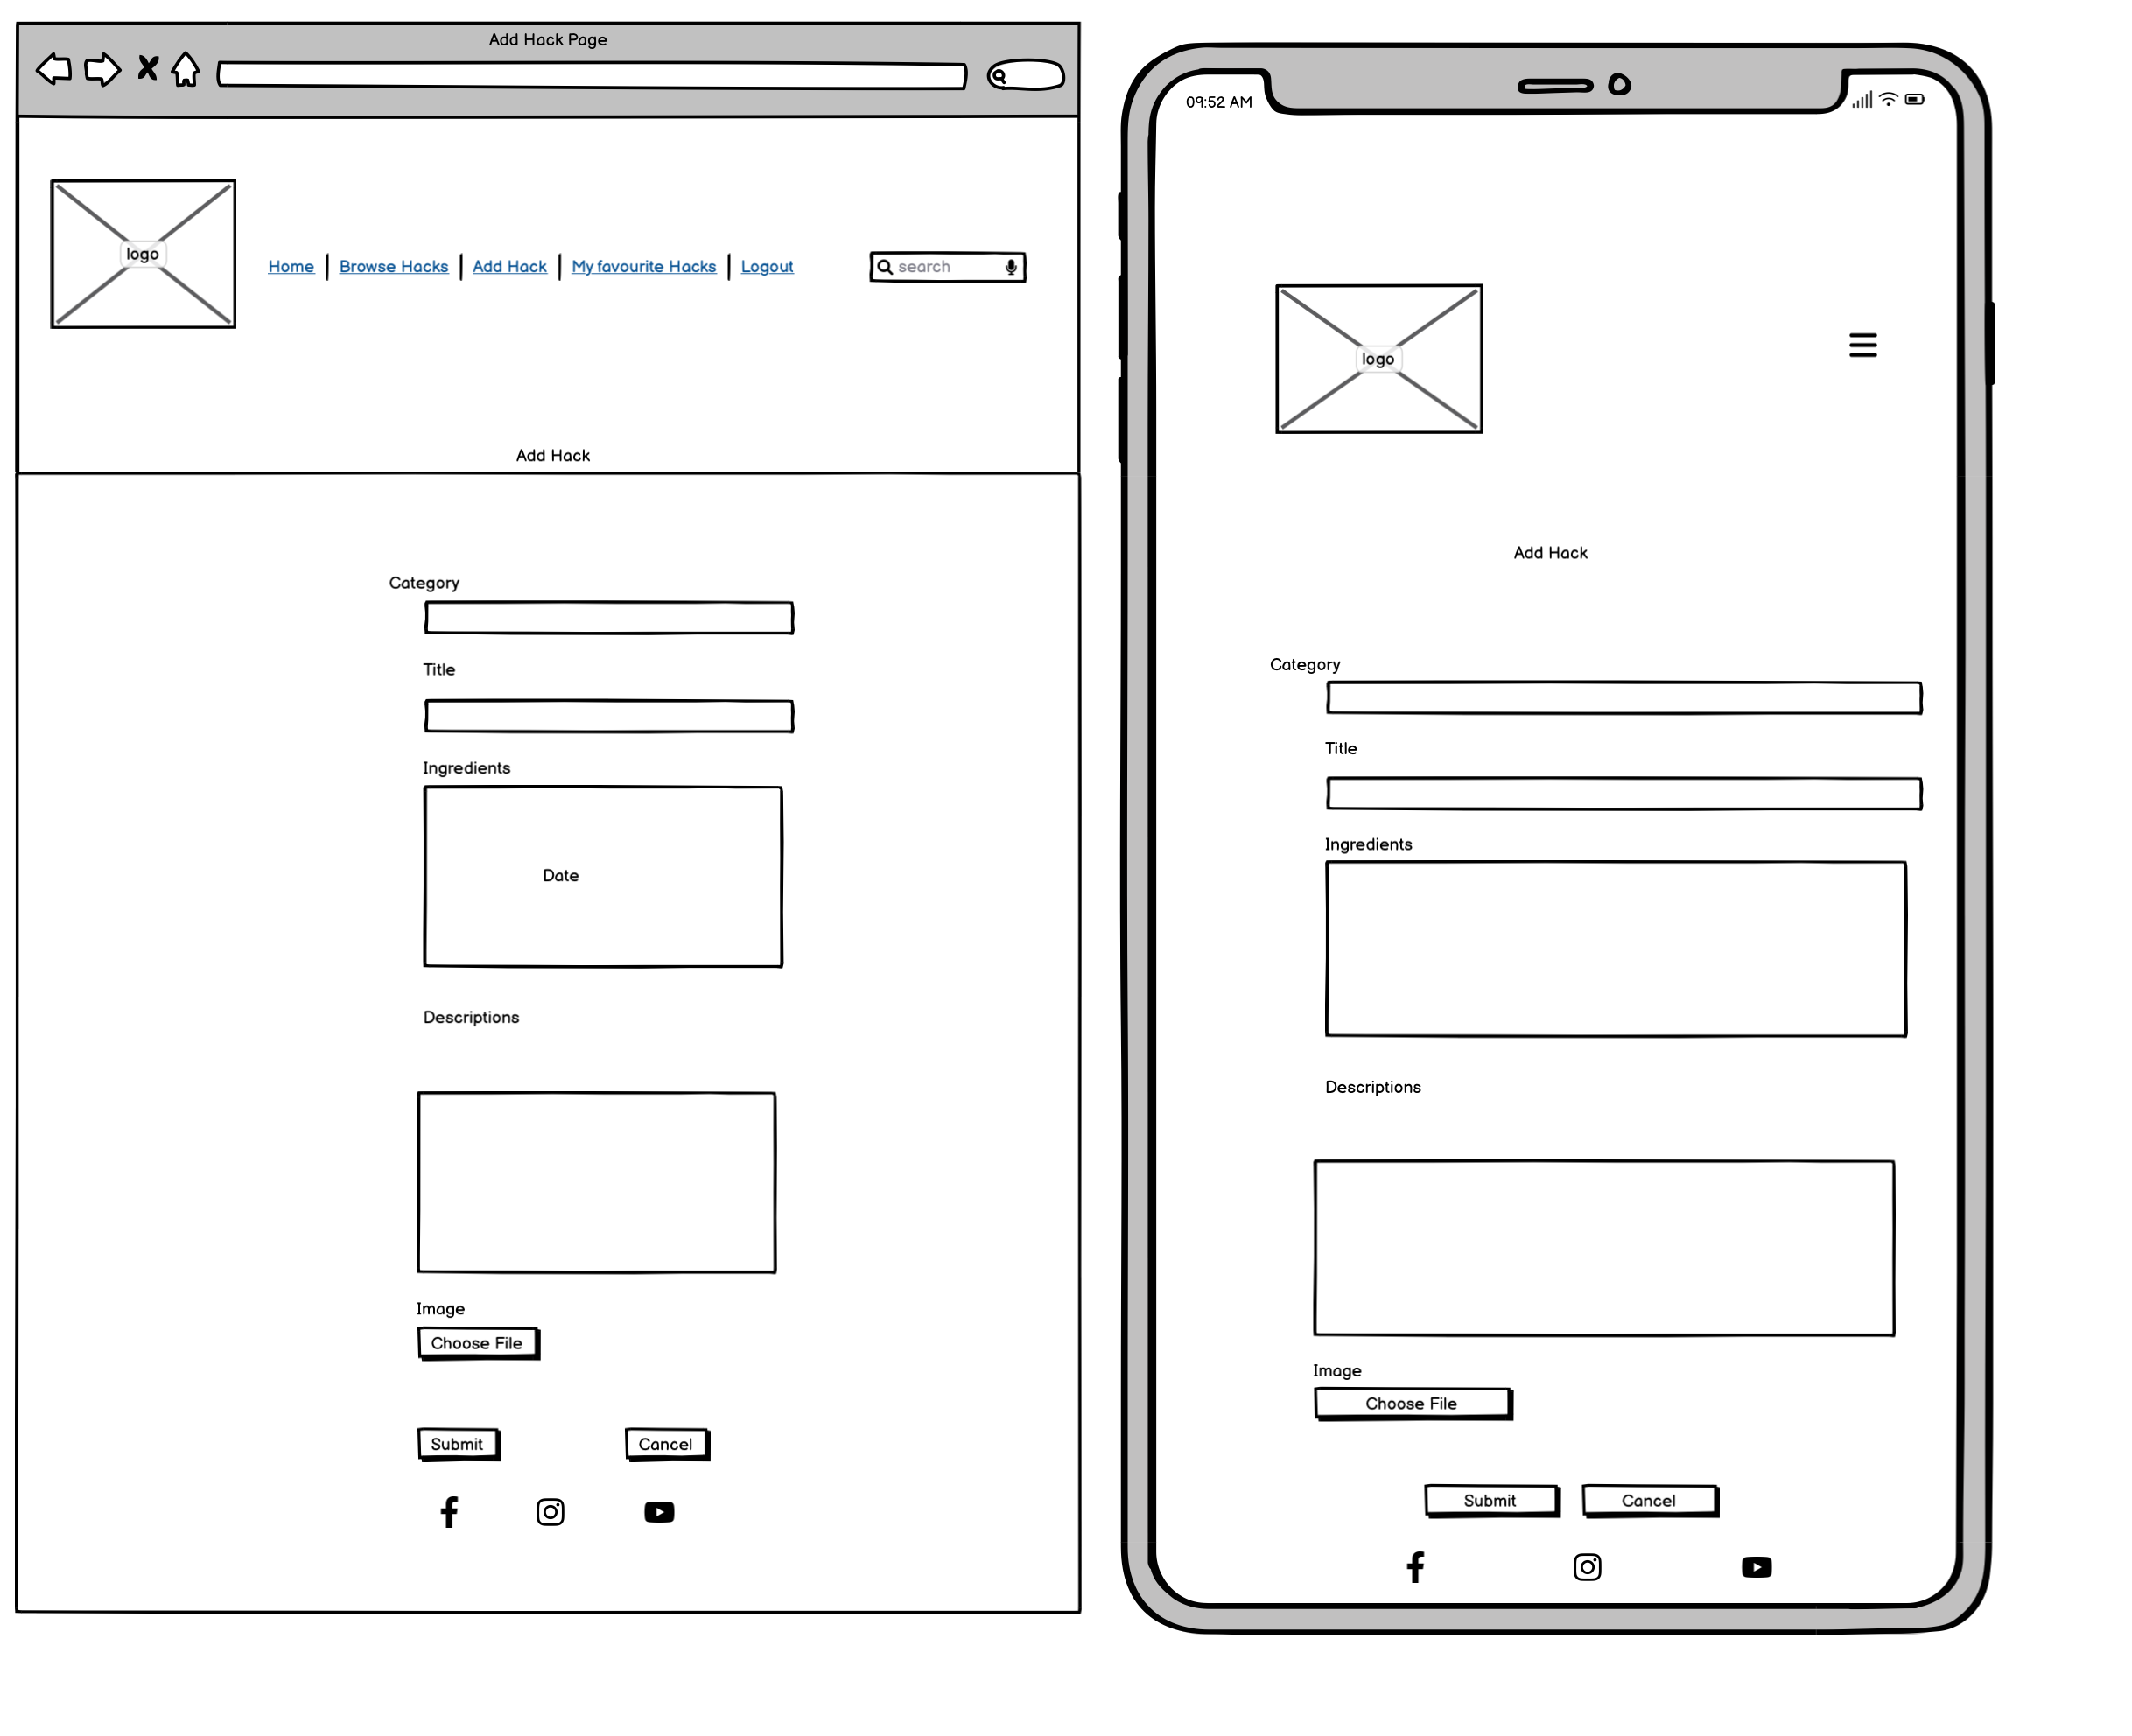 Add Hack Page
logo
Home | Browse Hacks | Add Hack | My favourite Hacks | Logout
search
Add Hack
Category
Title
Ingredients
Date
Descriptions
Image
Choose File
Submit Cancel
09:52 AM
logo
Add Hack
Category
Title
Ingredients
Descriptions
Image
Choose File
Submit Cancel